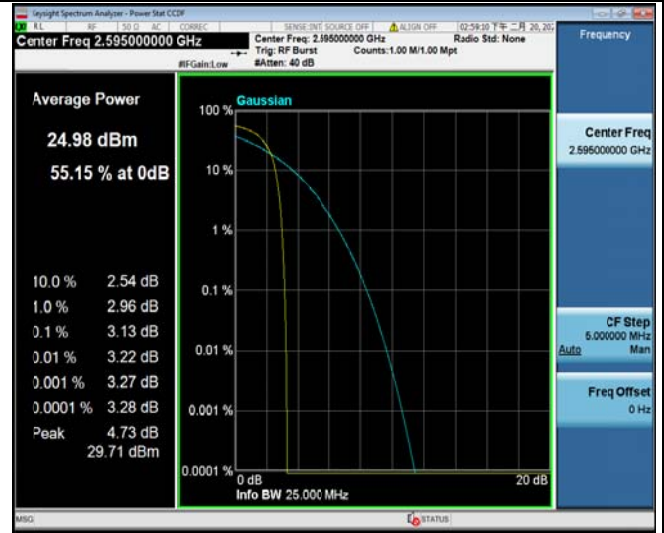 Keysight Spectrum Analyzer - Power Stat CCDF
RL RF 50 Ω AC CORREC SENSE:INT SOURCE OFF ALIGN OFF 02:59:10 下午 二月 20, 202
Center Freq 2.595000000 GHz
Center Freq: 2.595000000 GHz Radio Std: None
Trig: RF Burst Counts:1.00 M/1.00 Mpt
#IFGain:Low #Atten: 40 dB
Frequency
Average Power
24.98 dBm
55.15 % at 0dB
10.0 % 2.54 dB
1.0 % 2.96 dB
0.1 % 3.13 dB
0.01 % 3.22 dB
0.001 % 3.27 dB
0.0001 % 3.28 dB
Peak 4.73 dB
29.71 dBm
Gaussian
100 %
10 %
1 %
0.1 %
0.01 %
0.001 %
0.0001 %
0 dB 20 dB
Info BW 25.000 MHz
Center Freq
2.595000000 GHz
CF Step
5.000000 MHz
Auto Man
Freq Offset
0 Hz
MSG STATUS